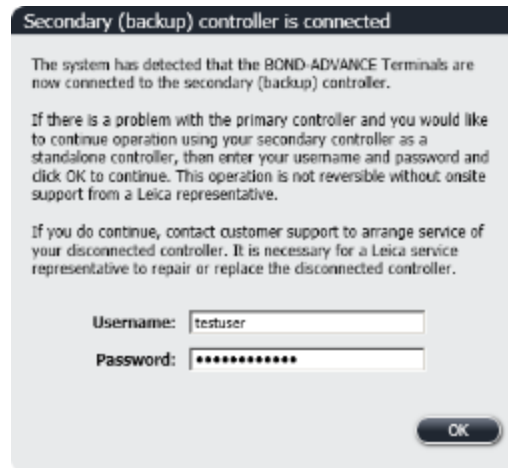 Secondary (backup) controller is connected
The system has detected that the BOND-ADVANCE Terminals are
now connected to the secondary (backup) controller.
If there is a problem with the primary controller and you would like
to continue operation using your secondary controller as a
standalone controller, then enter your username and password and
click OK to continue. This operation is not reversible without onsite
support from a Leica representative.
If you do continue, contact customer support to arrange service of
your disconnected controller. It is necessary for a Leica service
representative to repair or replace the disconnected controller.
Username: testuser
Password: ●●●●●●●●●●●●
OK